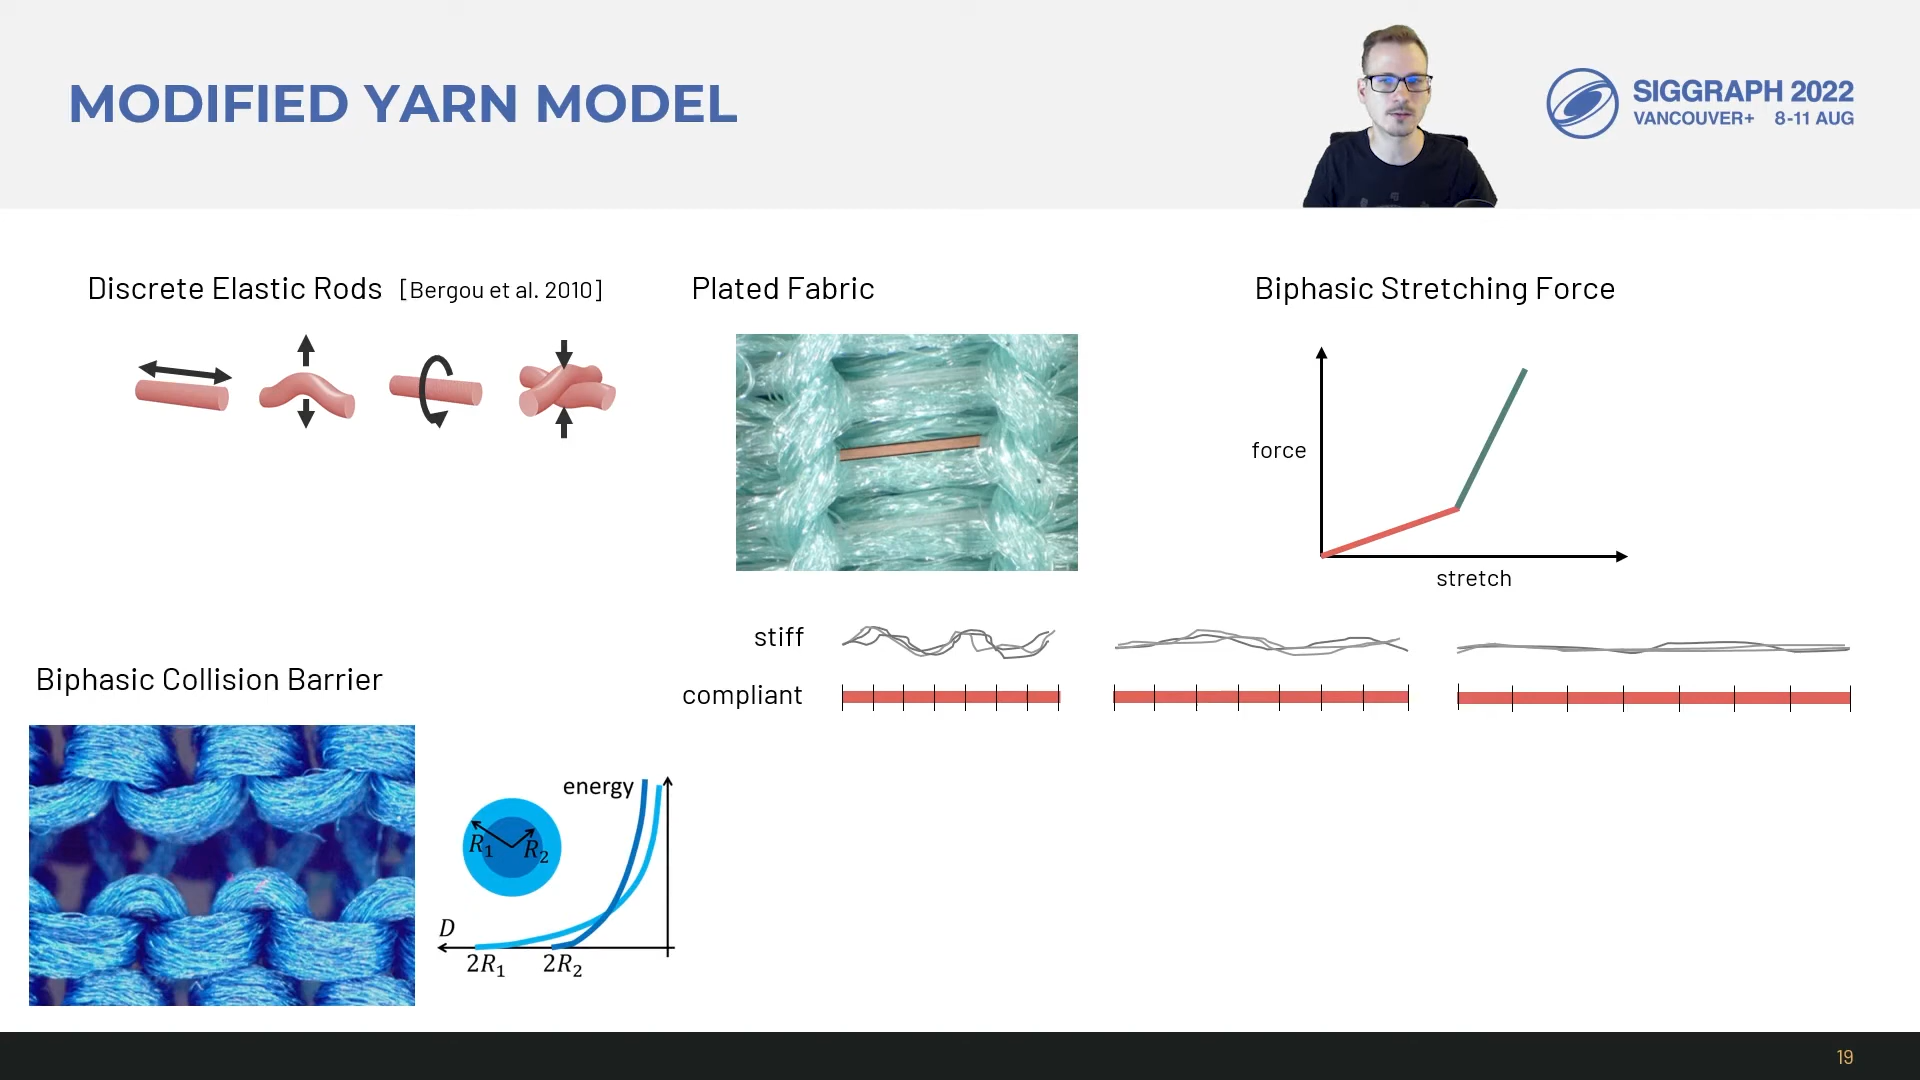 MODIFIED YARN MODEL
SIGGRAPH 2022
VANCOUVER+ 8-11 AUG
Discrete Elastic Rods [Bergou et al. 2010]
Plated Fabric
Biphasic Stretching Force
force
stretch
stiff
compliant
Biphasic Collision Barrier
energy
R₁ R₂
D
2R₁ 2R₂
19